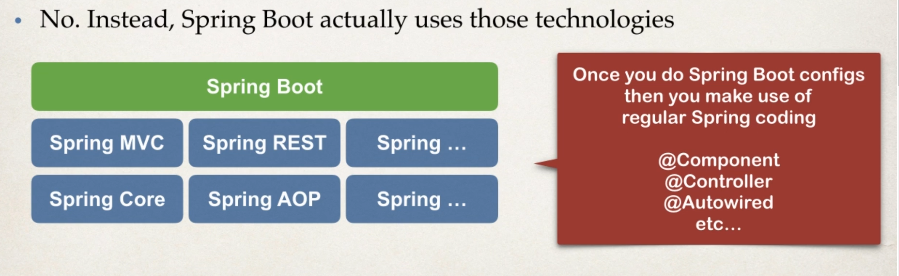 • No. Instead, Spring Boot actually uses those technologies
Spring Boot
Spring MVC
Spring REST
Spring ...
Spring Core
Spring AOP
Spring ...
Once you do Spring Boot configs
then you make use of
regular Spring coding
@Component
@Controller
@Autowired
etc...